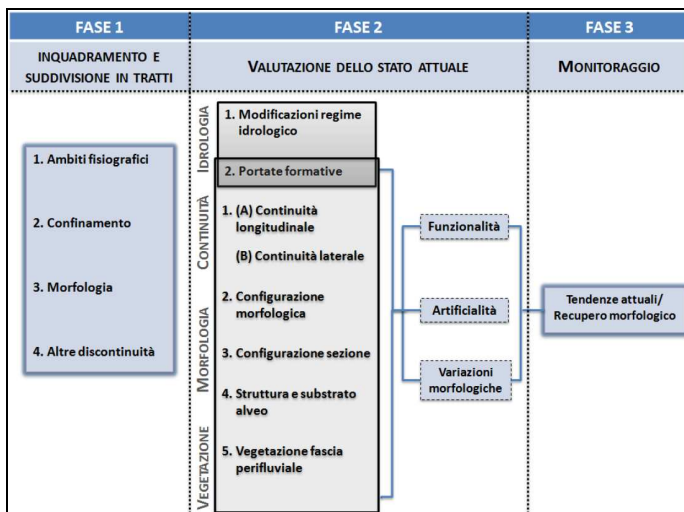 FASE 1
FASE 2
FASE 3
INQUADRAMENTO E
SUDDIVISIONE IN TRATTI
VALUTAZIONE DELLO STATO ATTUALE
MONITORAGGIO
1. Ambiti fisiografici
2. Confinamento
3. Morfologia
4. Altre discontinuità
IDROLOGIA
CONTINUITÀ
MORFOLOGIA
VEGETAZIONE
1. Modificazioni regime
idrologico
2. Portate formative
1. (A) Continuità
longitudinale
(B) Continuità laterale
2. Configurazione
morfologica
3. Configurazione sezione
4. Struttura e substrato
alveo
5. Vegetazione fascia
perifluviale
Funzionalità
Artificialità
Variazioni
morfologiche
Tendenze attuali/
Recupero morfologico